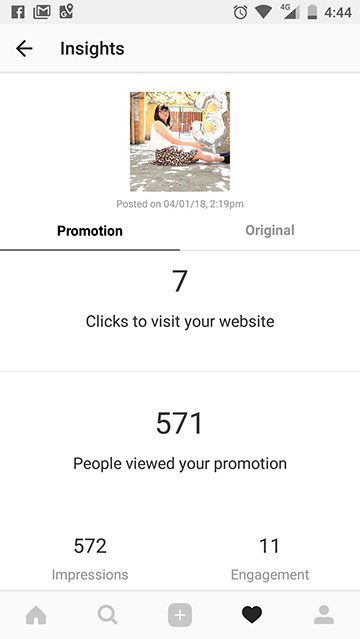 4G
4:44
Insights
Posted on 04/01/18, 2:19pm
Promotion
Original
7
Clicks to visit your website
571
People viewed your promotion
572
11
Impressions
Engagement